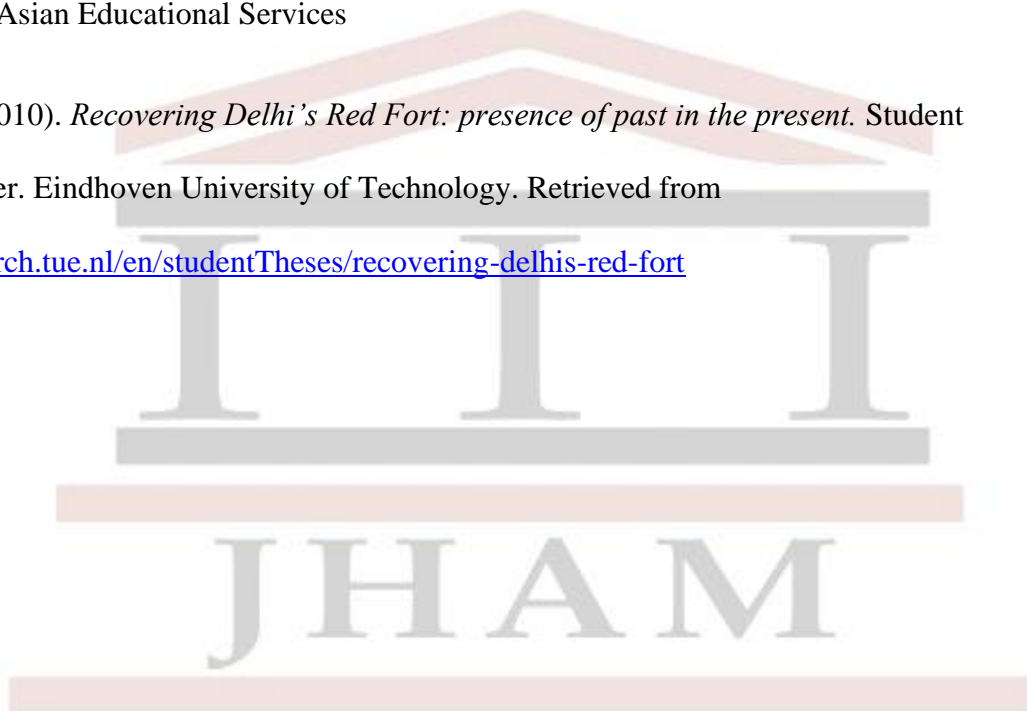 Asian Educational Services
010). Recovering Delhi’s Red Fort: presence of past in the present. Student
er. Eindhoven University of Technology. Retrieved from
rch.tue.nl/en/studentTheses/recovering-delhis-red-fort
JHAM